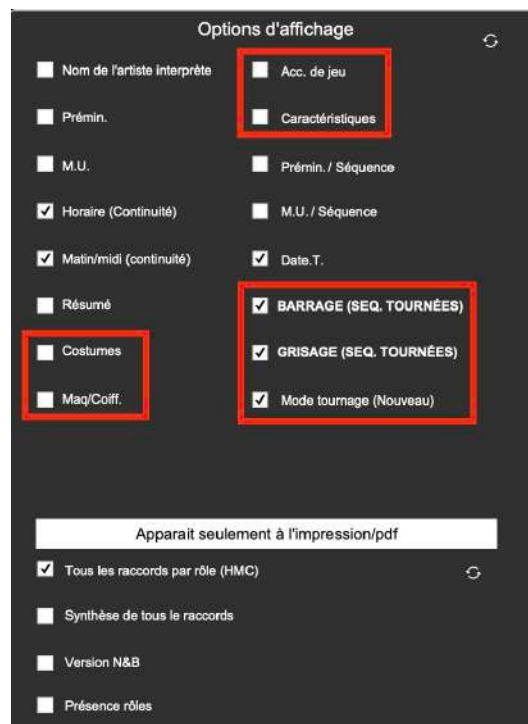 Options d'affichage
Nom de l'artiste interprète
Acc. de jeu
Prémin.
Caractéristiques
M.U.
Prémin. / Séquence
Horaire (Continuité)
M.U. / Séquence
Matin/midi (continuité)
Date.T.
Résumé
BARRAGE (SEQ. TOURNÉES)
Costumes
GRISAGE (SEQ. TOURNÉES)
Maq/Coiff.
Mode tournage (Nouveau)
Apparait seulement à l'impression/pdf
Tous les raccords par rôle (HMC)
Synthèse de tous le raccords
Version N&B
Présence rôles